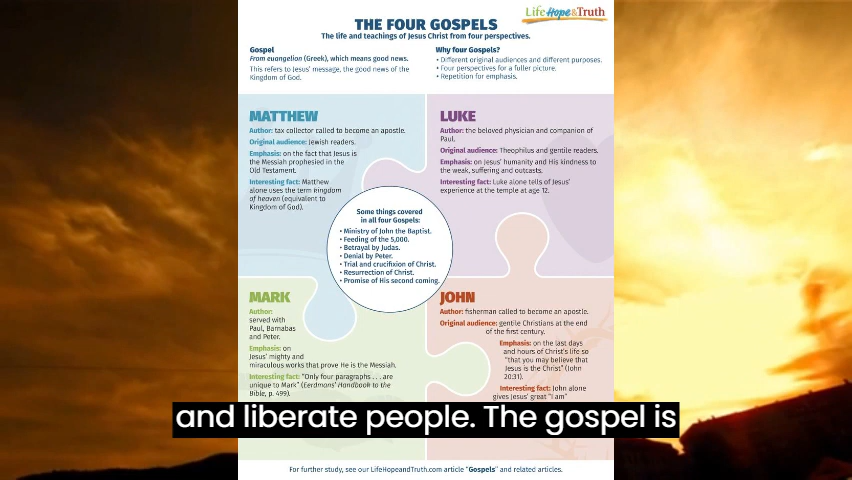 Life Hope & Truth
THE FOUR GOSPELS
The life and teachings of Jesus Christ from four perspectives.
Gospel
From euangelion (Greek), which means good news.
This refers to Jesus' message, the good news of the
Kingdom of God.
Why four Gospels?
• Different original audiences and different purposes.
• Four perspectives for a fuller picture.
• Repetition for emphasis.
MATTHEW
Author: tax collector called to become an apostle.
Original audience: Jewish readers.
Emphasis: on the fact that Jesus is
the Messiah prophesied in the
Old Testament.
Interesting fact: Matthew
alone uses the term kingdom
of heaven (equivalent to
Kingdom of God).
LUKE
Author: the beloved physician and companion of
Paul.
Original audience: Theophilus and gentile readers.
Emphasis: on Jesus' humanity and His kindness to
the weak, suffering and outcasts.
Interesting fact: Luke alone tells of Jesus'
experience at the temple at age 12.
Some things covered
in all four Gospels:
• Ministry of John the Baptist.
• Feeding of the 5,000.
• Betrayal by Judas.
• Denial by Peter.
• Trial and crucifixion of Christ.
• Resurrection of Christ.
• Promise of His second coming.
MARK
Author:
served with
Paul, Barnabas
and Peter.
Emphasis: on
Jesus' mighty and
miraculous works that prove He is the Messiah.
Interesting fact: "Only four paragraphs . . . are
unique to Mark" (Eerdmans' Handbook to the
Bible, p. 499).
JOHN
Author: fisherman called to become an apostle.
Original audience: gentile Christians at the end
of the first century.
Emphasis: on the last days
and hours of Christ's life so
"that you may believe that
Jesus is the Christ" (John
20:31).
Interesting fact: John alone
gives Jesus' great "I am"
and liberate people. The gospel is
For further study, see our LifeHopeandTruth.com article "Gospels" and related articles.